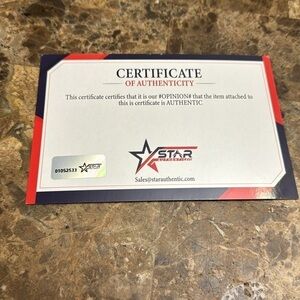 CERTIFICATE
OF AUTHENTICITY
This certificate certifies that it is our #OPINION# that the item attached to
this is certificate is AUTHENTIC
STAR
01052533
Sales@starauthentic.com